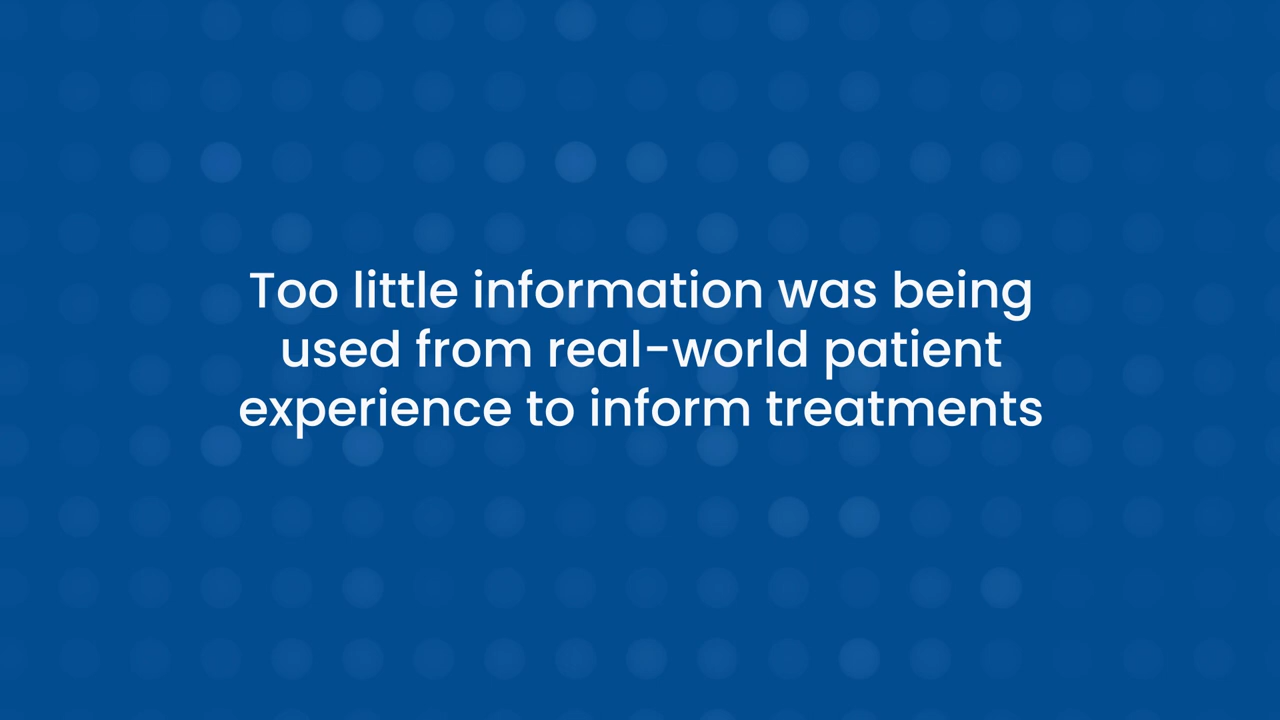 Too little information was being
used from real-world patient
experience to inform treatments